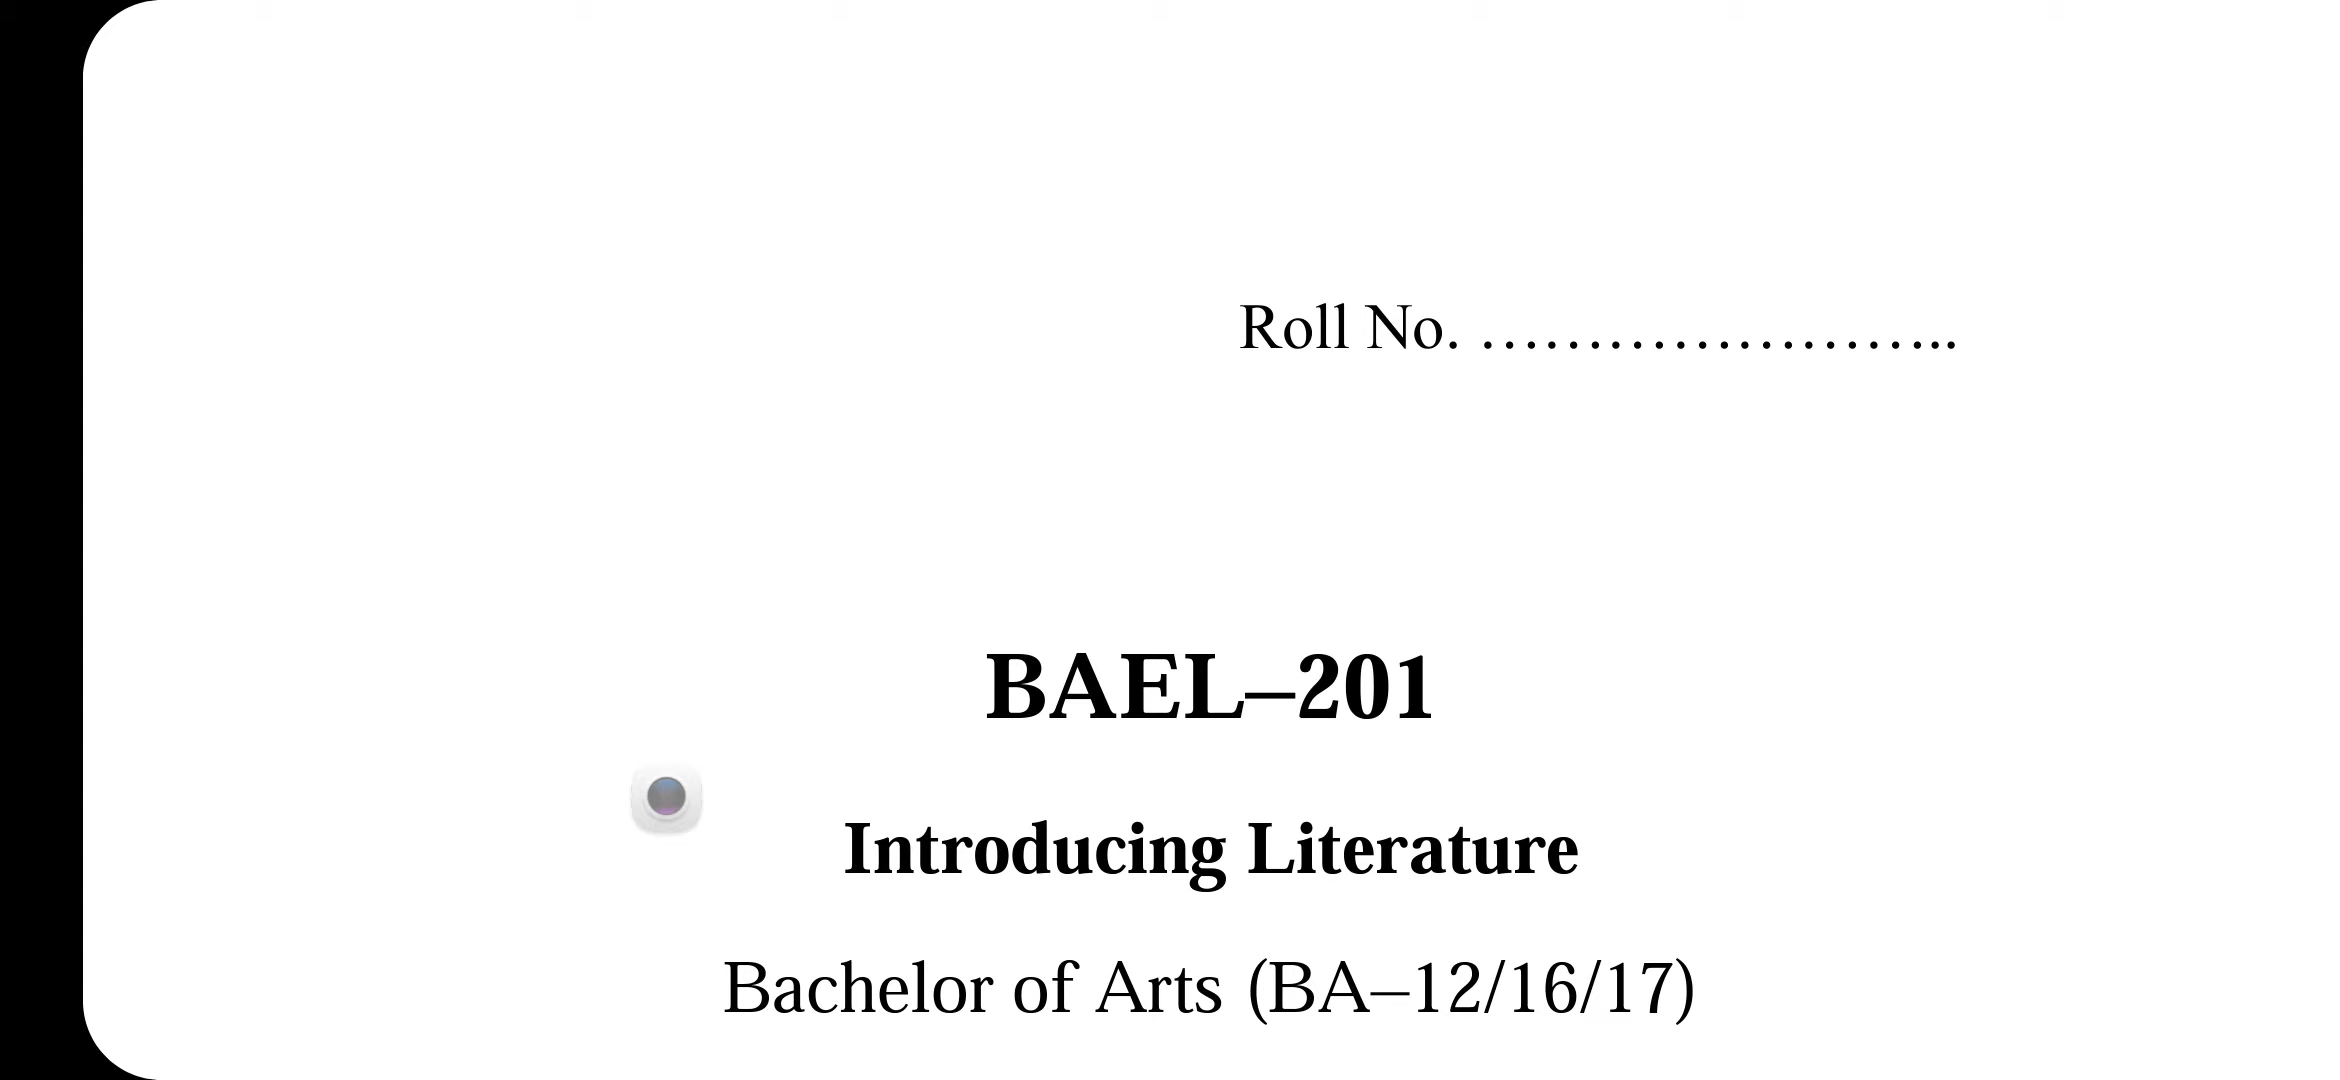 Roll No. ……………………..
BAEL–201
Introducing Literature
Bachelor of Arts (BA–12/16/17)